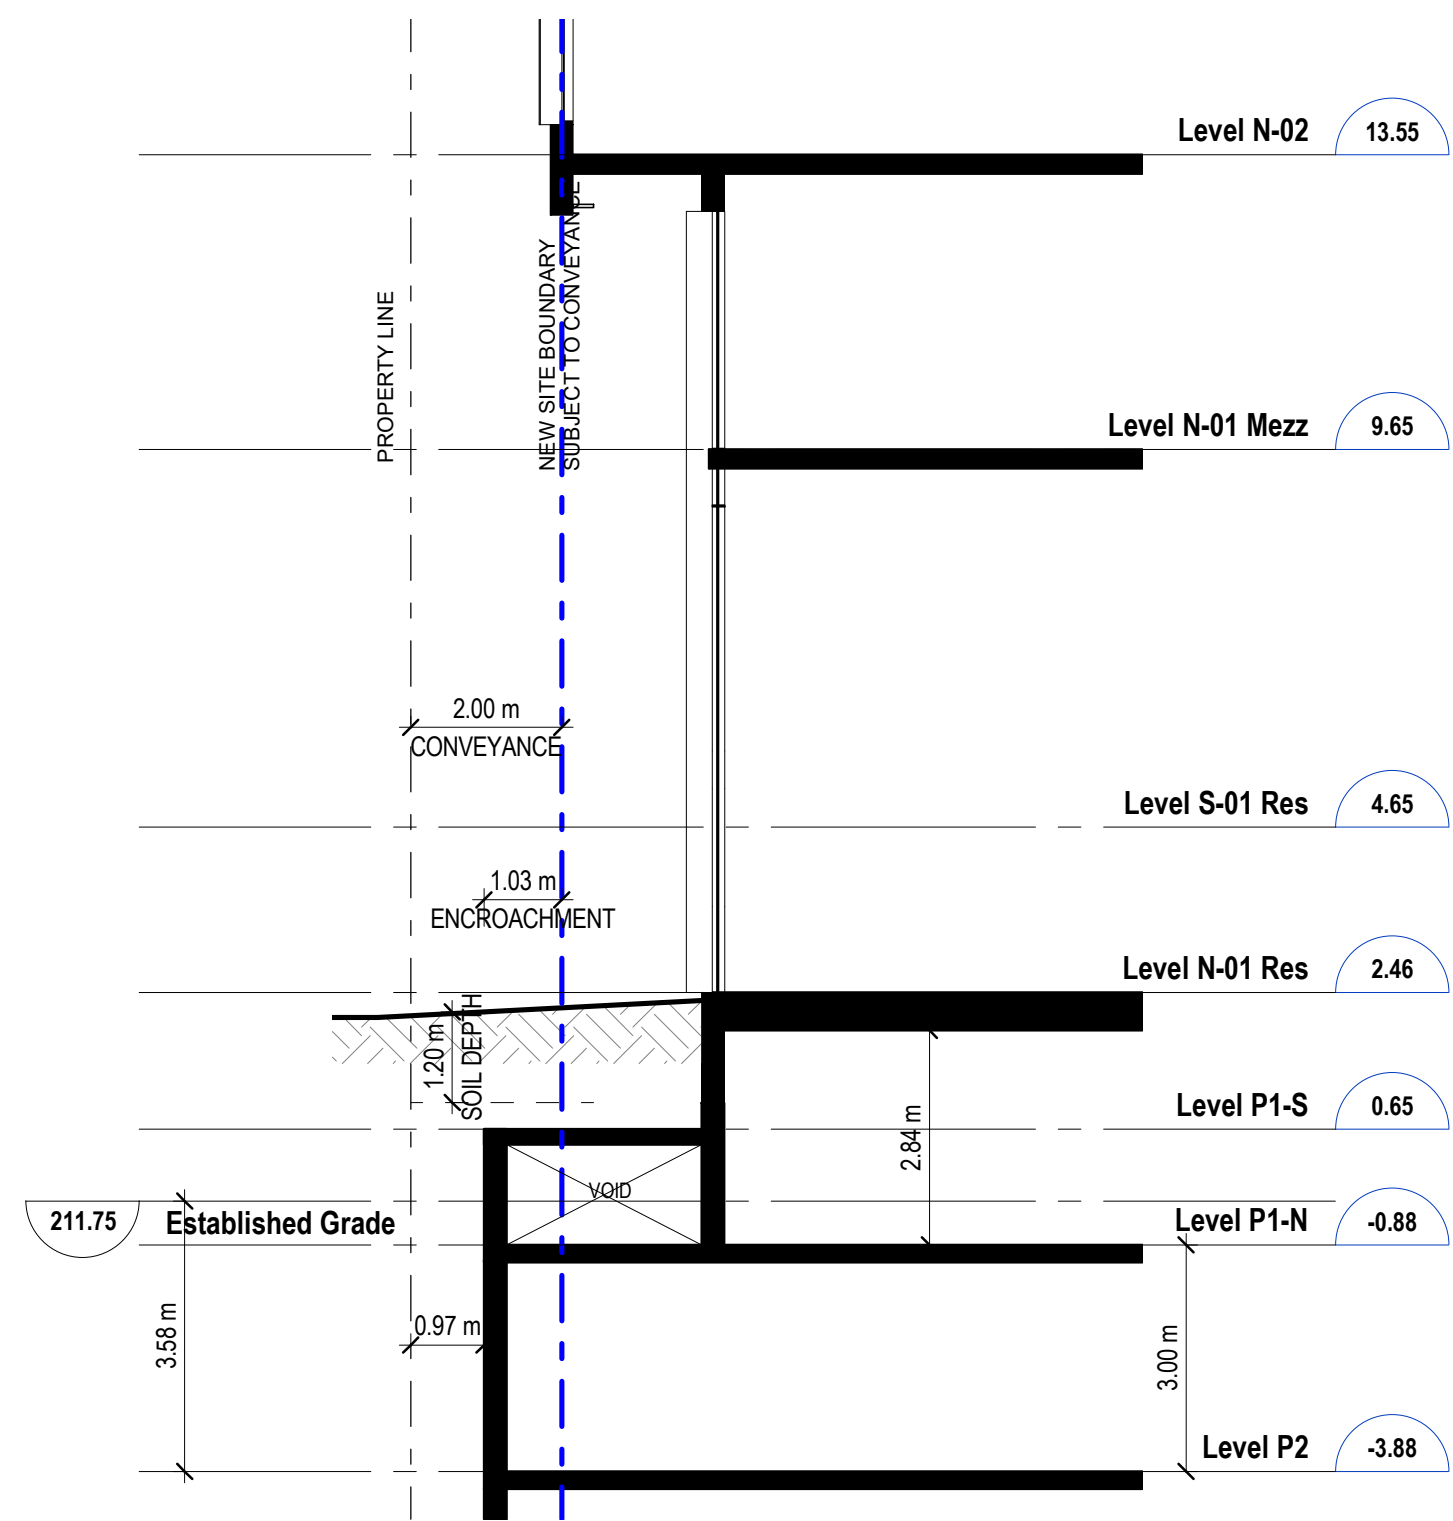 Level N-02 13.55
PROPERTY LINE
NEW SITE BOUNDARY
SUBJECT TO CONVEYANCE
Level N-01 Mezz 9.65
2.00 m
CONVEYANCE
Level S-01 Res 4.65
1.03 m
ENCROACHMENT
Level N-01 Res 2.46
1.20 m
SOIL DEPTH
Level P1-S 0.65
2.84 m
VOID
211.75 Established Grade
Level P1-N -0.88
3.58 m
0.97 m
3.00 m
Level P2 -3.88